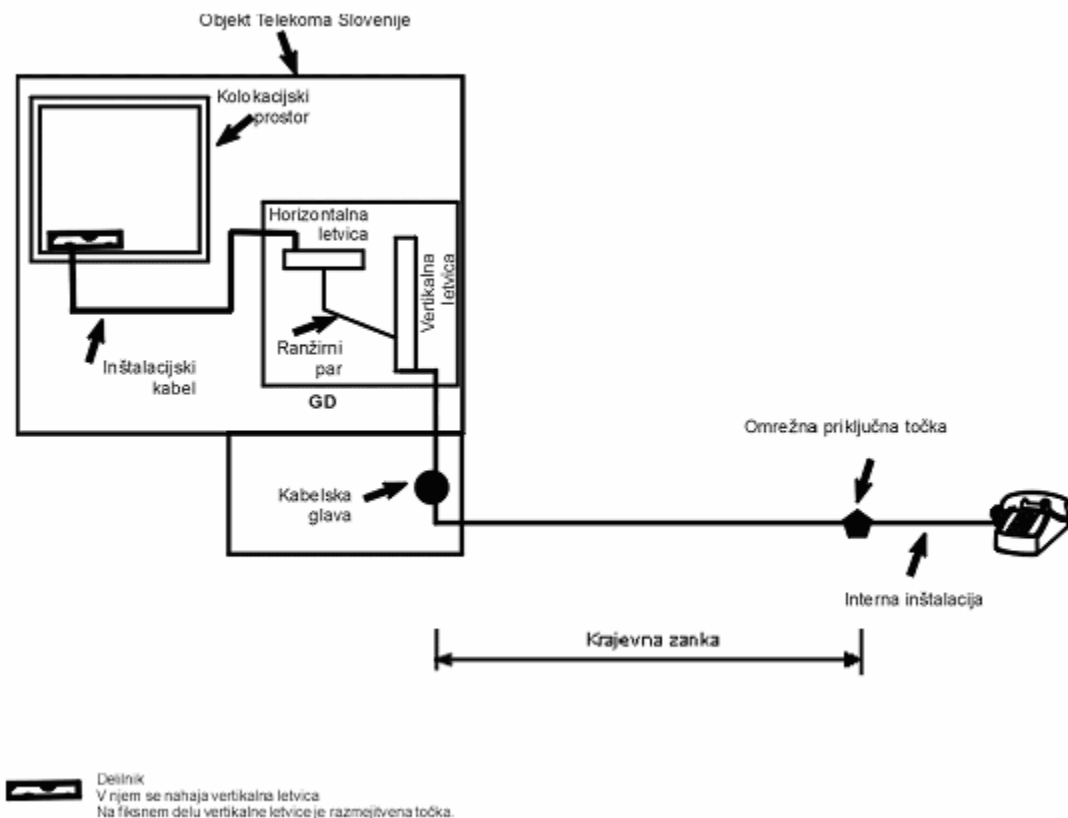 Objekt Telekoma Slovenije
Kolokacijski
prostor
Horizontalna
letvica
Vertikalna
letvica
Ranžirni
par
Inštalacijski
kabel
GD
Kabelska
glava
Omrežna priključna točka
Interna inštalacija
Krajevna zanka
Delilnik
V njem se nahaja vertikalna letvica
Na fiksnem delu vertikalne letvice je razmejitvena točka.